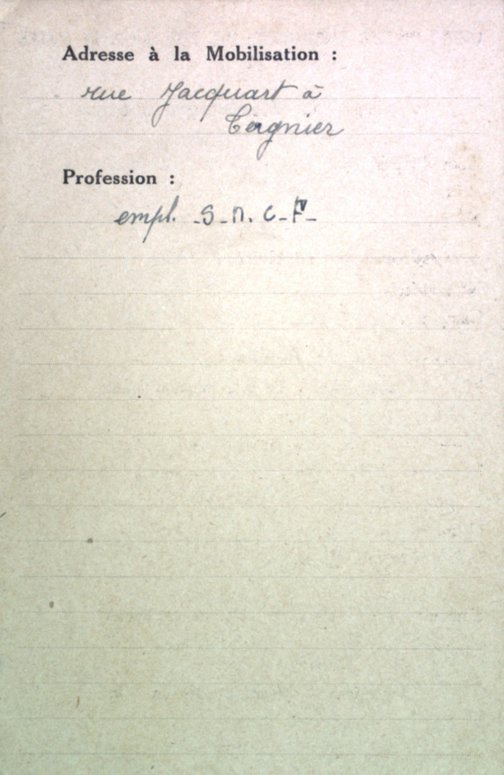 Adresse à la Mobilisation :
rue Jacquart à
Tergnier
Profession :
empl. S.N.C.F.